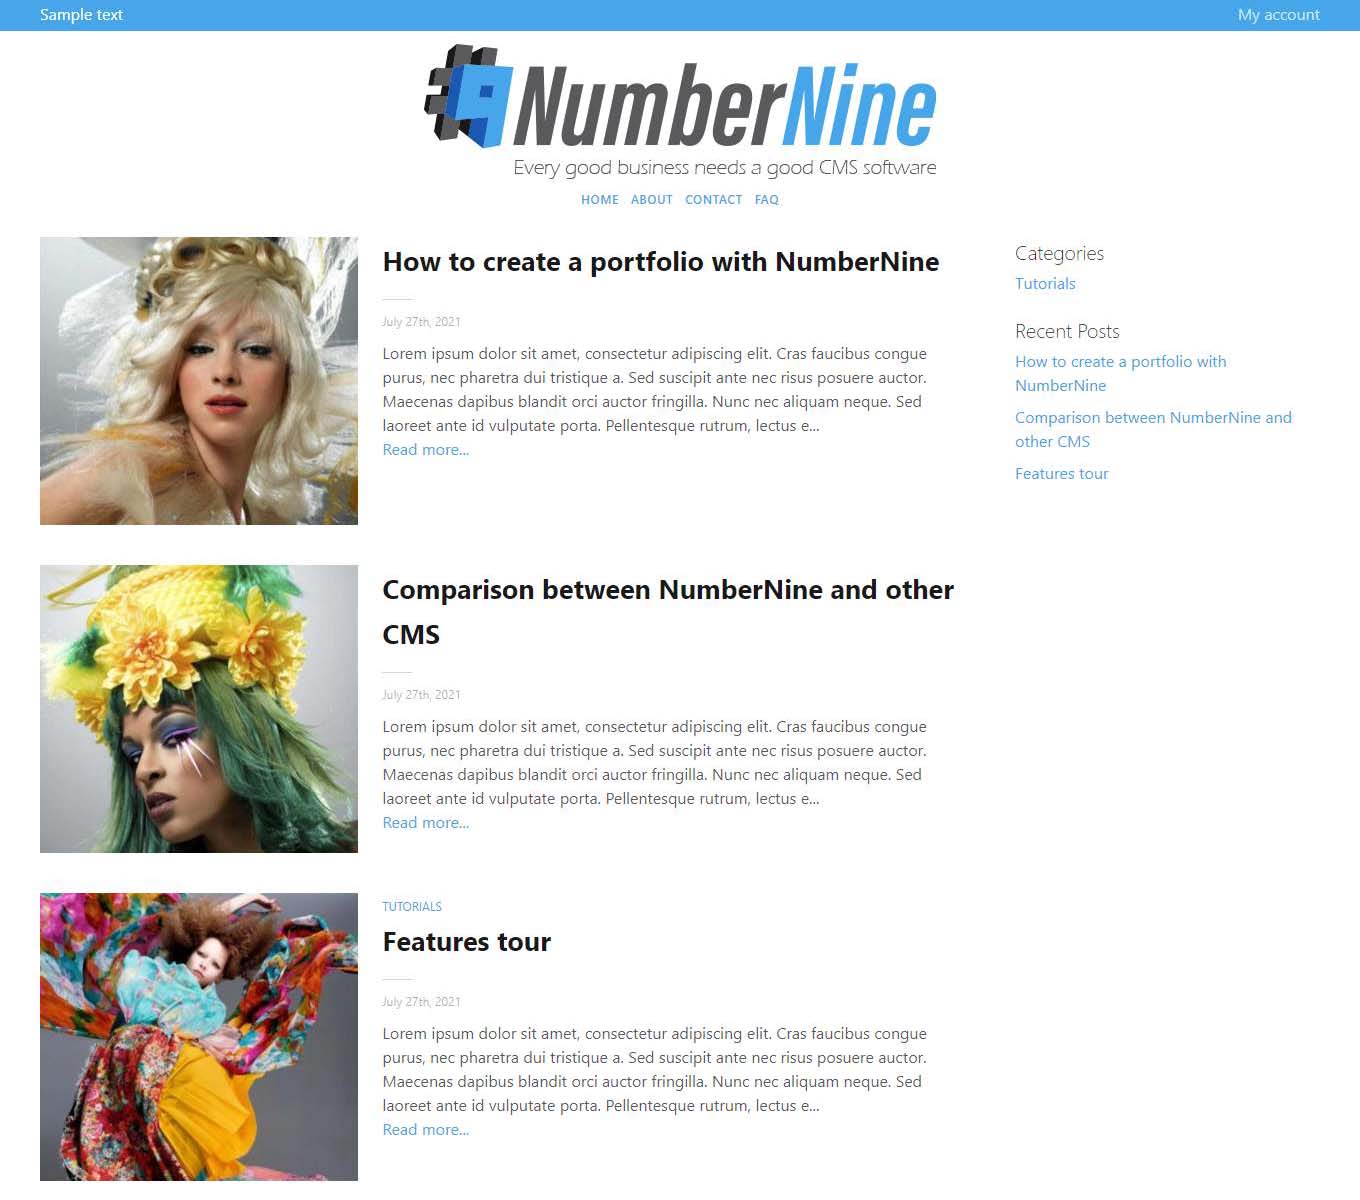 Sample text
My account
NumberNine
Every good business needs a good CMS software
HOME ABOUT CONTACT FAQ
How to create a portfolio with NumberNine
July 27th, 2021
Lorem ipsum dolor sit amet, consectetur adipiscing elit. Cras faucibus congue
purus, nec pharetra dui tristique a. Sed suscipit ante nec risus posuere auctor.
Maecenas dapibus blandit orci auctor fringilla. Nunc nec aliquam neque. Sed
laoreet ante id vulputate porta. Pellentesque rutrum, lectus e...
Read more...
Comparison between NumberNine and other
CMS
July 27th, 2021
Lorem ipsum dolor sit amet, consectetur adipiscing elit. Cras faucibus congue
purus, nec pharetra dui tristique a. Sed suscipit ante nec risus posuere auctor.
Maecenas dapibus blandit orci auctor fringilla. Nunc nec aliquam neque. Sed
laoreet ante id vulputate porta. Pellentesque rutrum, lectus e...
Read more...
TUTORIALS
Features tour
July 27th, 2021
Lorem ipsum dolor sit amet, consectetur adipiscing elit. Cras faucibus congue
purus, nec pharetra dui tristique a. Sed suscipit ante nec risus posuere auctor.
Maecenas dapibus blandit orci auctor fringilla. Nunc nec aliquam neque. Sed
laoreet ante id vulputate porta. Pellentesque rutrum, lectus e...
Read more...
Categories
Tutorials
Recent Posts
How to create a portfolio with
NumberNine
Comparison between NumberNine and
other CMS
Features tour